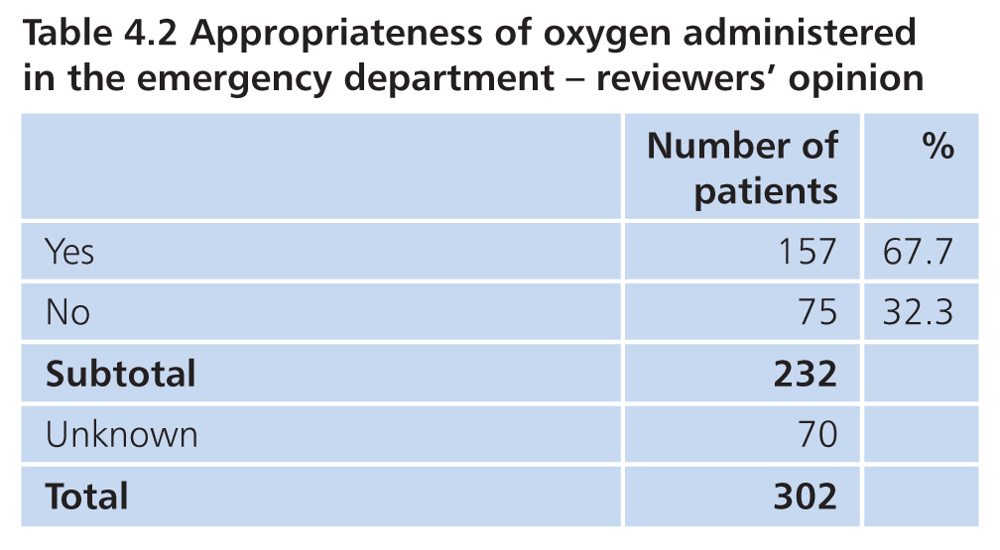 Table 4.2 Appropriateness of oxygen administered
in the emergency department – reviewers’ opinion
Number of patients %
Yes 157 67.7
No 75 32.3
Subtotal 232
Unknown 70
Total 302